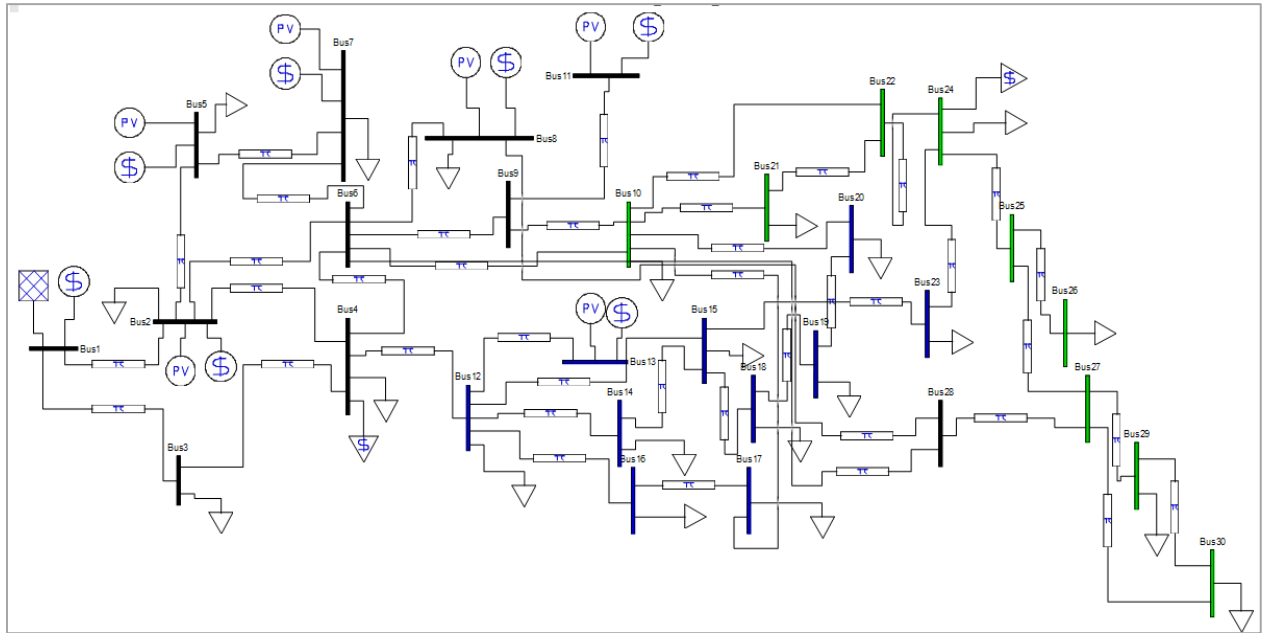 PV
$
Bus7
$
PV
$
Bus11
PV
$
Bus5
PV
$
π
Bus8
π
π
π
Bus22
Bus24
$
π
Bus21
π
π
Bus9
Bus6
π
π
π
Bus10
π
π
π
Bus20
π
Bus25
π
π
π
π
π
Bus23
π
Bus26
π
$
Bus2
Bus1
PV
$
π
π
π
Bus4
π
π
PV
$
Bus13
π
Bus15
π
π
Bus19
π
Bus18
π
Bus28
Bus27
π
π
Bus12
π
π
Bus14
π
π
π
$
Bus3
π
Bus16
π
Bus17
π
Bus29
π
π
π
Bus30